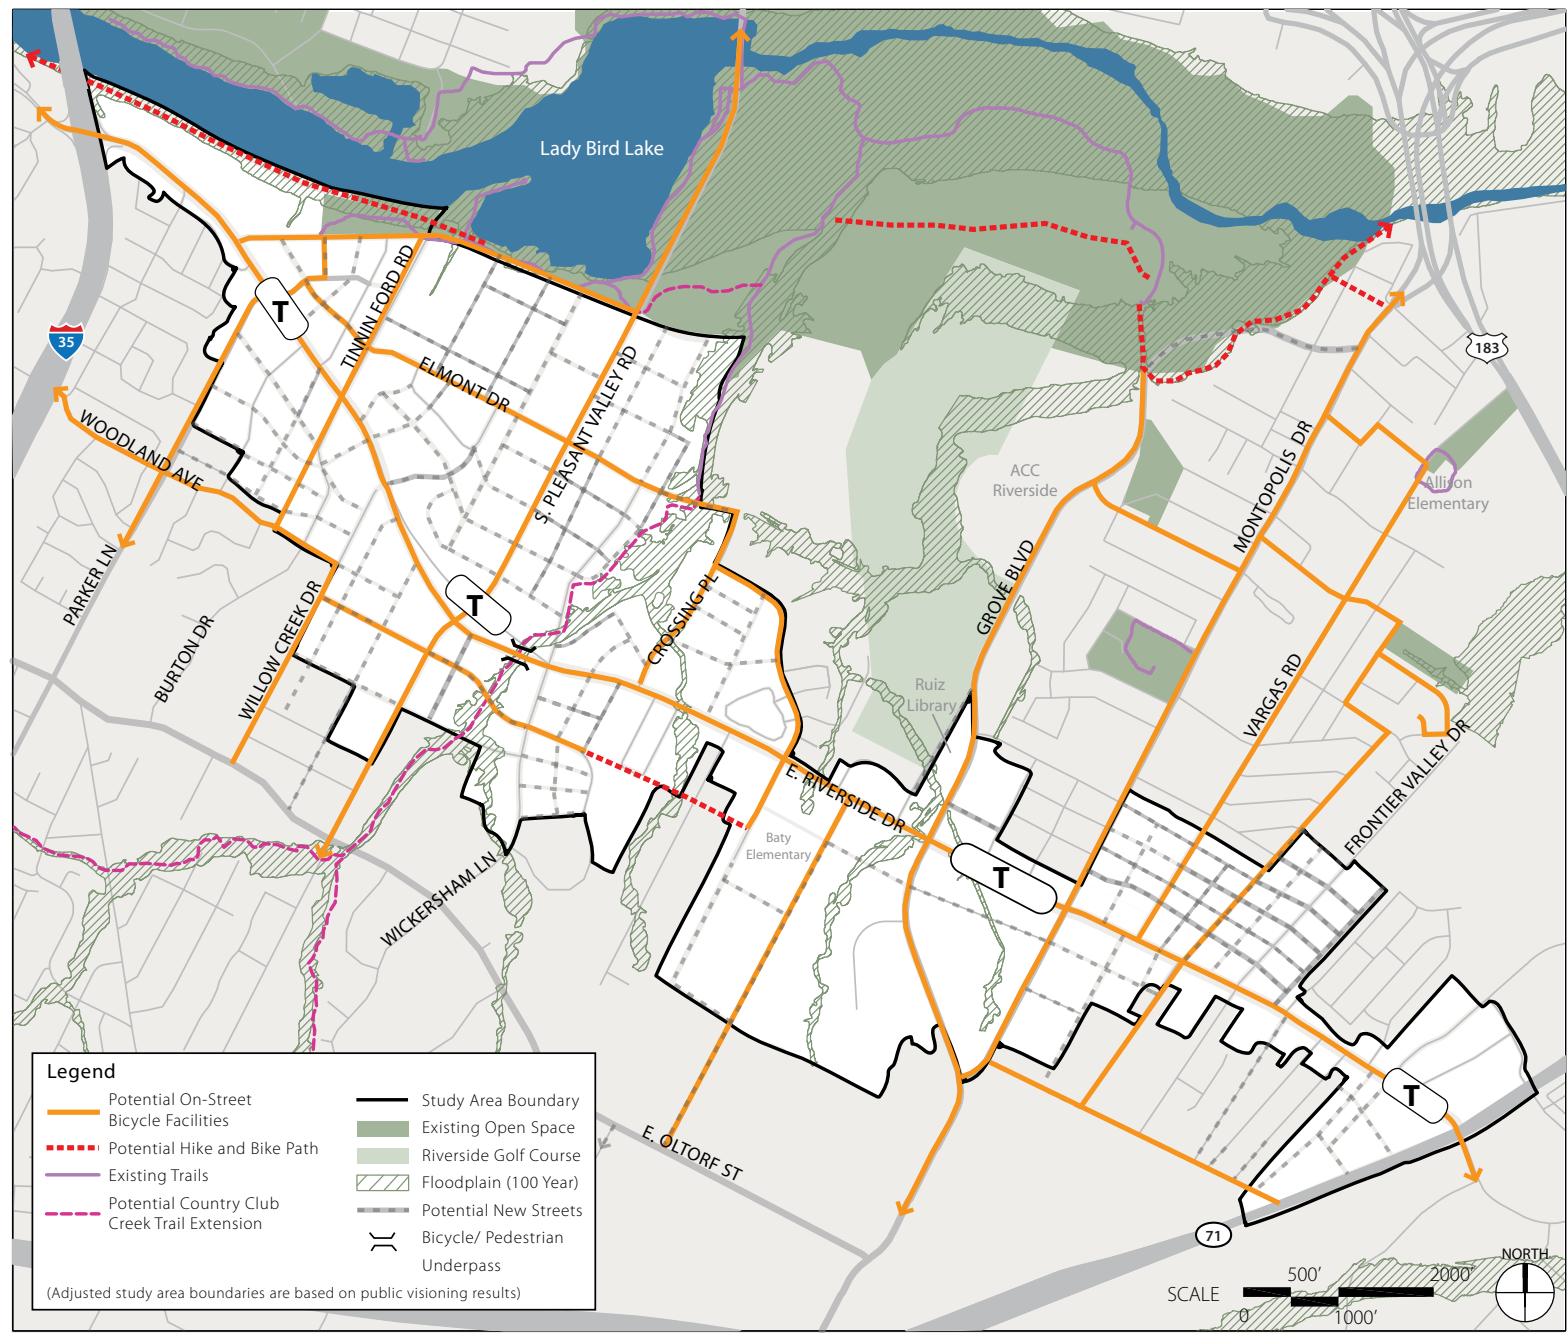 Lady Bird Lake
T
TINNIN FORD RD
35
183
ELMONT DR
WOODLAND AVE
S. PLEASANT VALLEY RD
MONTOPOLIS DR
ACC
Riverside
Allison
Elementary
PARKER LN
GROVE BLVD
T
CROSSING PL
WILLOW CREEK DR
BURTON DR
Ruiz
Library
VARGAS RD
FRONTIER VALLEY DR
E. RIVERSIDE DR
Baty
Elementary
T
WICKERSHAM LN
T
E. OLTORF ST
71
Legend
Potential On-Street
Bicycle Facilities
Potential Hike and Bike Path
Existing Trails
Potential Country Club
Creek Trail Extension
Study Area Boundary
Existing Open Space
Riverside Golf Course
Floodplain (100 Year)
Potential New Streets
Bicycle/ Pedestrian
Underpass
(Adjusted study area boundaries are based on public visioning results)
NORTH
SCALE
500’
2000’
0
1000’